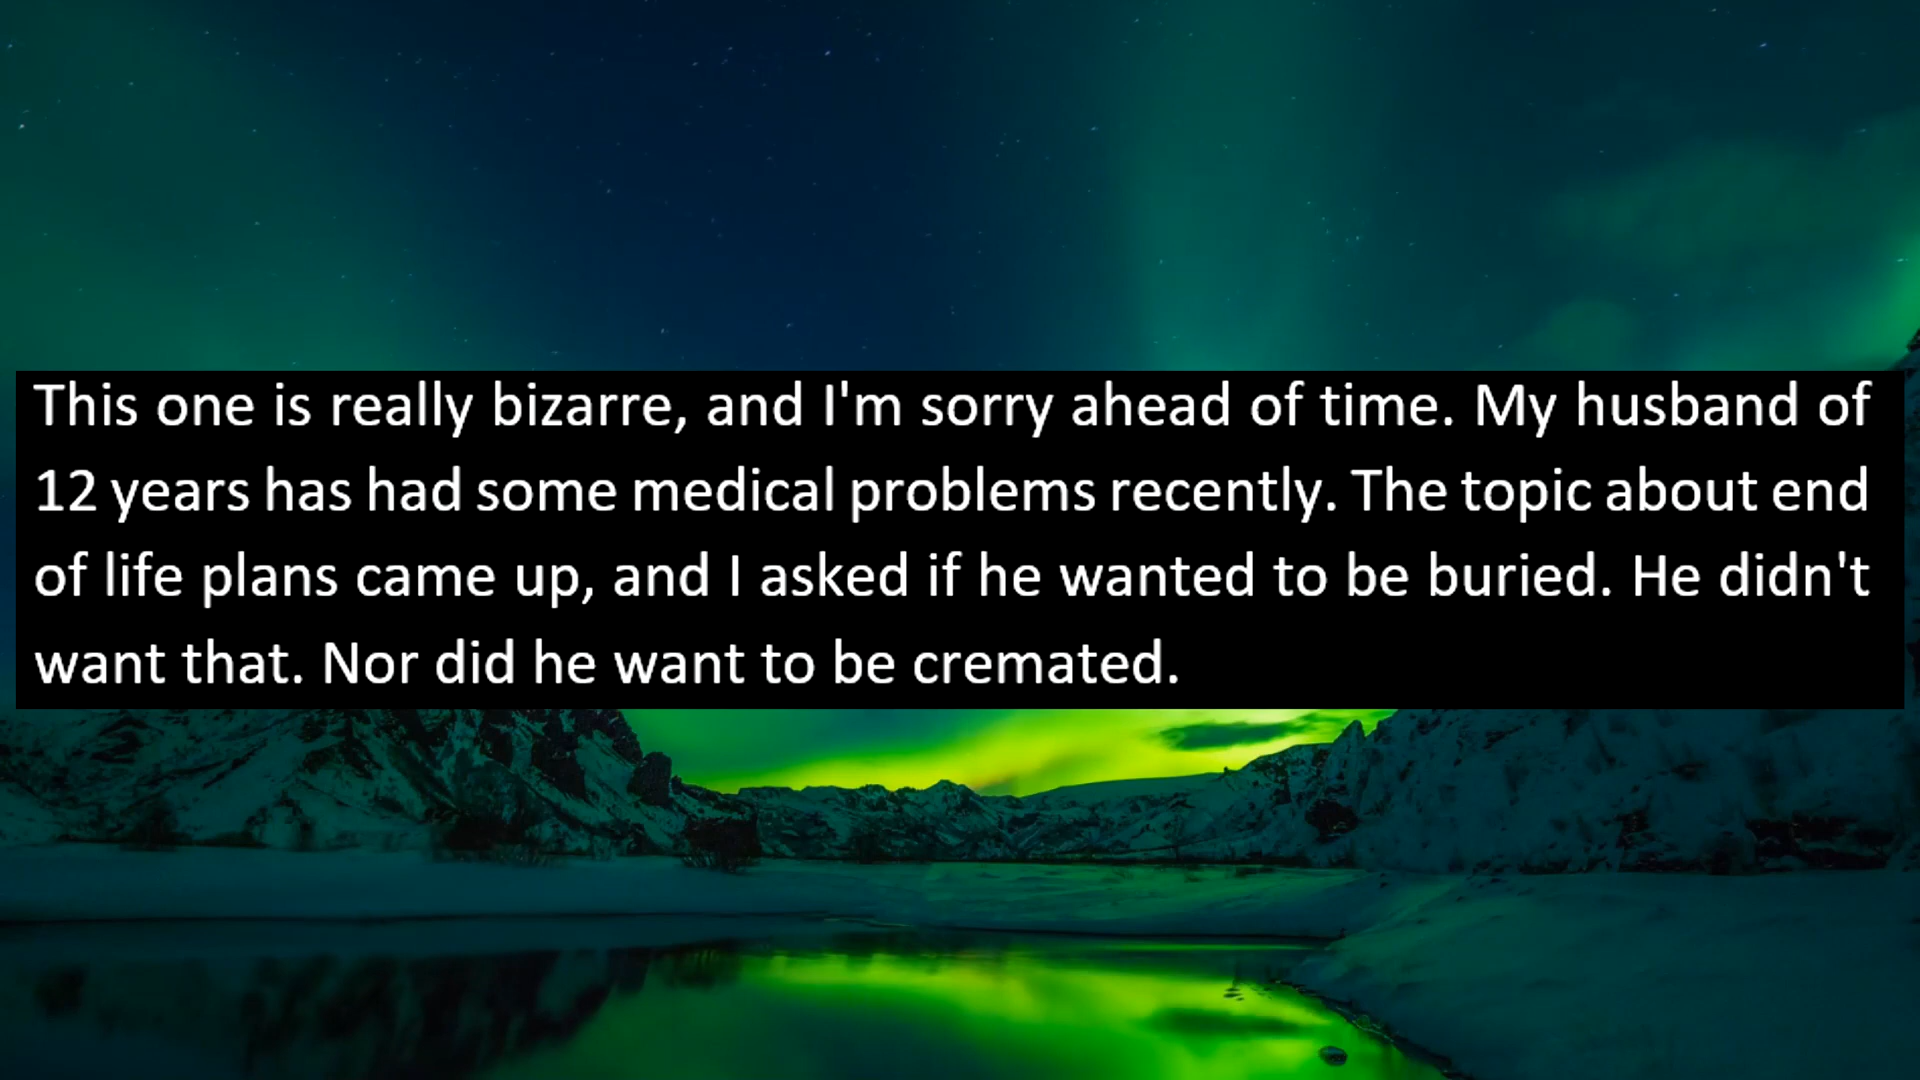 This one is really bizarre, and I'm sorry ahead of time. My husband of
12 years has had some medical problems recently. The topic about end
of life plans came up, and I asked if he wanted to be buried. He didn't
want that. Nor did he want to be cremated.